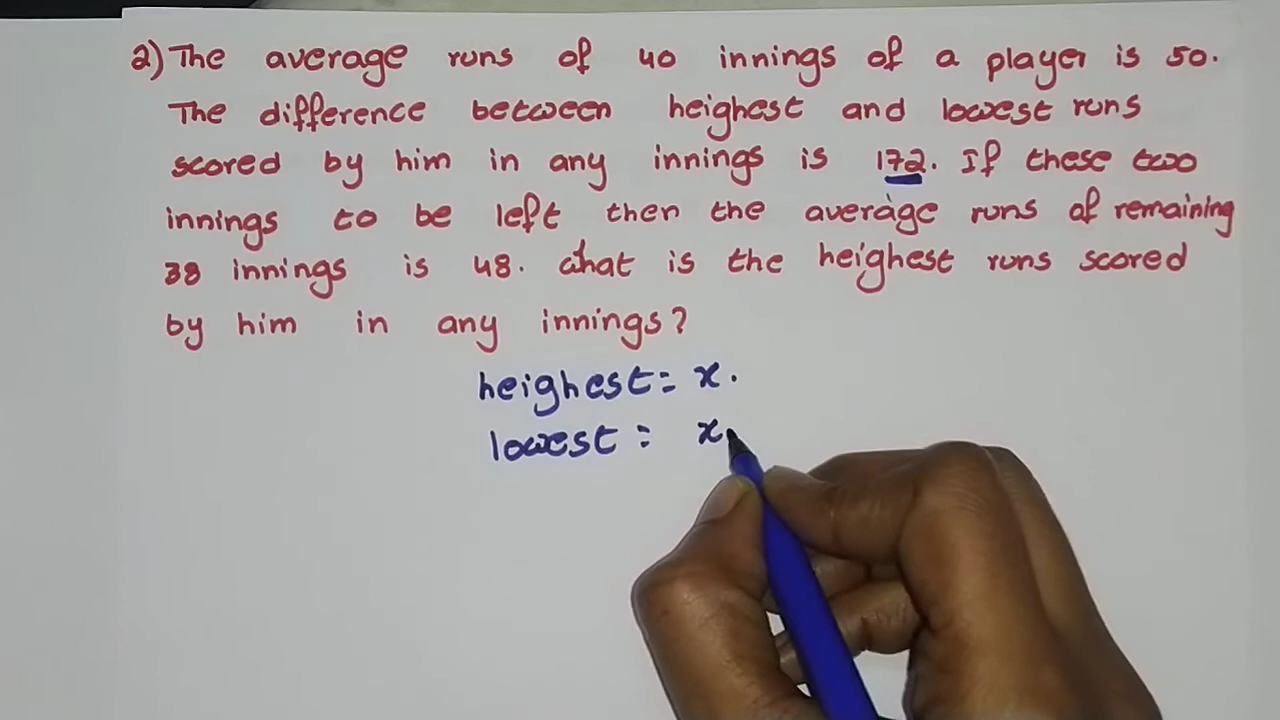 2) The average runs of 40 innings of a player is 50.
The difference between heighest and lowest runs
scored by him in any innings is 172. If these two
innings to be left then the average runs of remaining
38 innings is 48. What is the heighest runs scored
by him in any innings?
heighest = x.
lowest = x